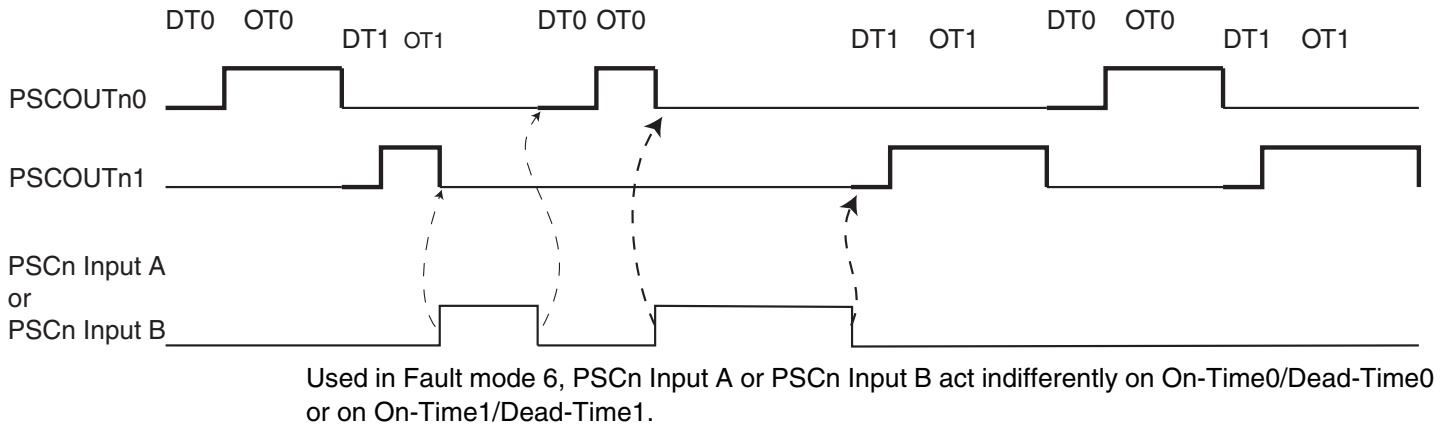 DT0 OT0 DT0 OT0 DT0 OT0
DT1 OT1 DT1 OT1 DT1 OT1
PSCOUTn0
PSCOUTn1
PSCn Input A
or
PSCn Input B
Used in Fault mode 6, PSCn Input A or PSCn Input B act indifferently on On-Time0/Dead-Time0
or on On-Time1/Dead-Time1.